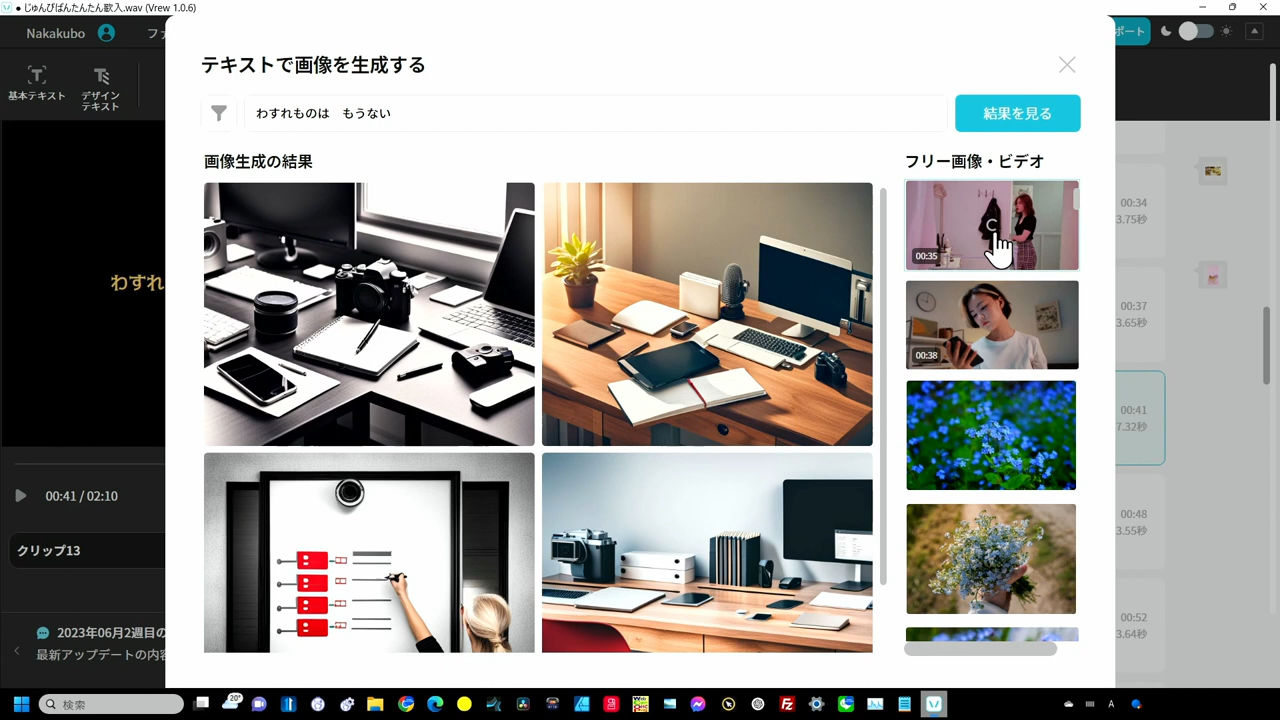 ● じゅんびばんたんたん歌入.wav (Vrew 1.0.6)
Nakakubo
ファ
ポート
基本テキスト
デザイン
テキスト
テキストで画像を生成する
わすれものは　もうない
結果を見る
画像生成の結果
フリー画像・ビデオ
00:35
00:38
わすれ
00:34
3.75秒
00:37
3.65秒
00:41
7.32秒
00:48
3.55秒
00:52
3.64秒
00:41 / 02:10
クリップ13
2023年06月2週目の
最新アップデートの内容
検索
20°
A